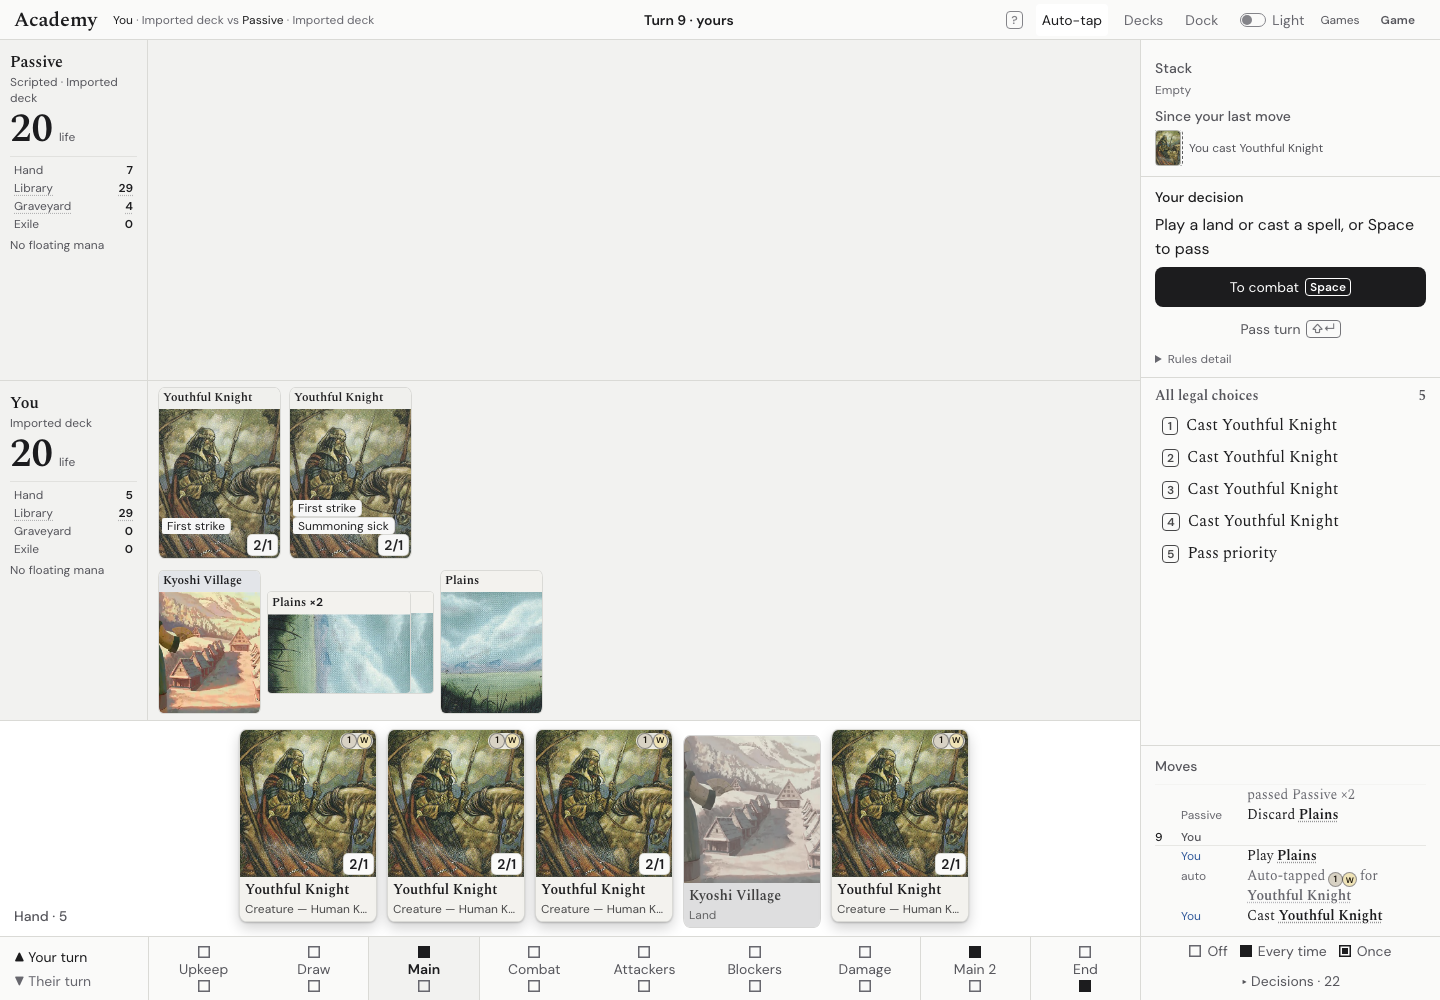 Academy
You · Imported deck vs Passive · Imported deck
Turn 9 · yours
?
Auto-tap
Decks
Dock
Light
Games
Game
Passive
Scripted · Imported
deck
20 life
Hand 7
Library 29
Graveyard 4
Exile 0
No floating mana
You
Imported deck
20 life
Hand 5
Library 29
Graveyard 0
Exile 0
No floating mana
Youthful Knight
First strike
2/1
Youthful Knight
First strike
Summoning sick
2/1
Kyoshi Village
Plains ×2
Plains
Hand · 5
1 W
2/1
Youthful Knight
Creature — Human K...
1 W
2/1
Youthful Knight
Creature — Human K...
1 W
2/1
Youthful Knight
Creature — Human K...
Kyoshi Village
Land
1 W
2/1
Youthful Knight
Creature — Human K...
Stack
Empty
Since your last move
You cast Youthful Knight
Your decision
Play a land or cast a spell, or Space
to pass
To combat Space
Pass turn ⇧↵
▶ Rules detail
All legal choices 5
1 Cast Youthful Knight
2 Cast Youthful Knight
3 Cast Youthful Knight
4 Cast Youthful Knight
5 Pass priority
Moves
passed Passive ×2
Passive Discard Plains
9 You
You Play Plains
auto Auto-tapped 1 W for
Youthful Knight
You Cast Youthful Knight
▲ Your turn
▼ Their turn
Upkeep
Draw
Main
Combat
Attackers
Blockers
Damage
Main 2
End
Off Every time Once
▸ Decisions · 22